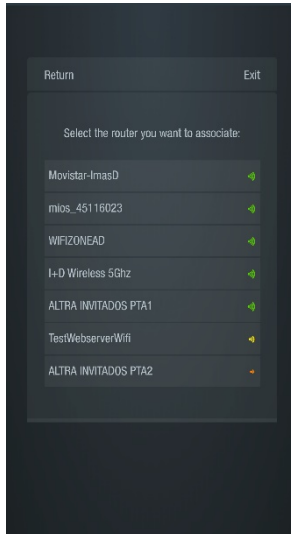 Return Exit
Select the router you want to associate:
Movistar-ImasD
mios_45116023
WIFIZONEAD
I+D Wireless 5Ghz
ALTRA INVITADOS PTA1
TestWebserverWifi
ALTRA INVITADOS PTA2